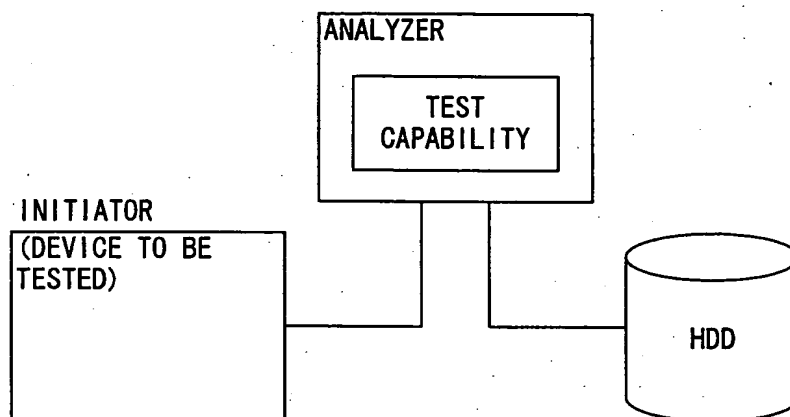 ANALYZER
TEST
CAPABILITY
INITIATOR
(DEVICE TO BE
TESTED)
HDD